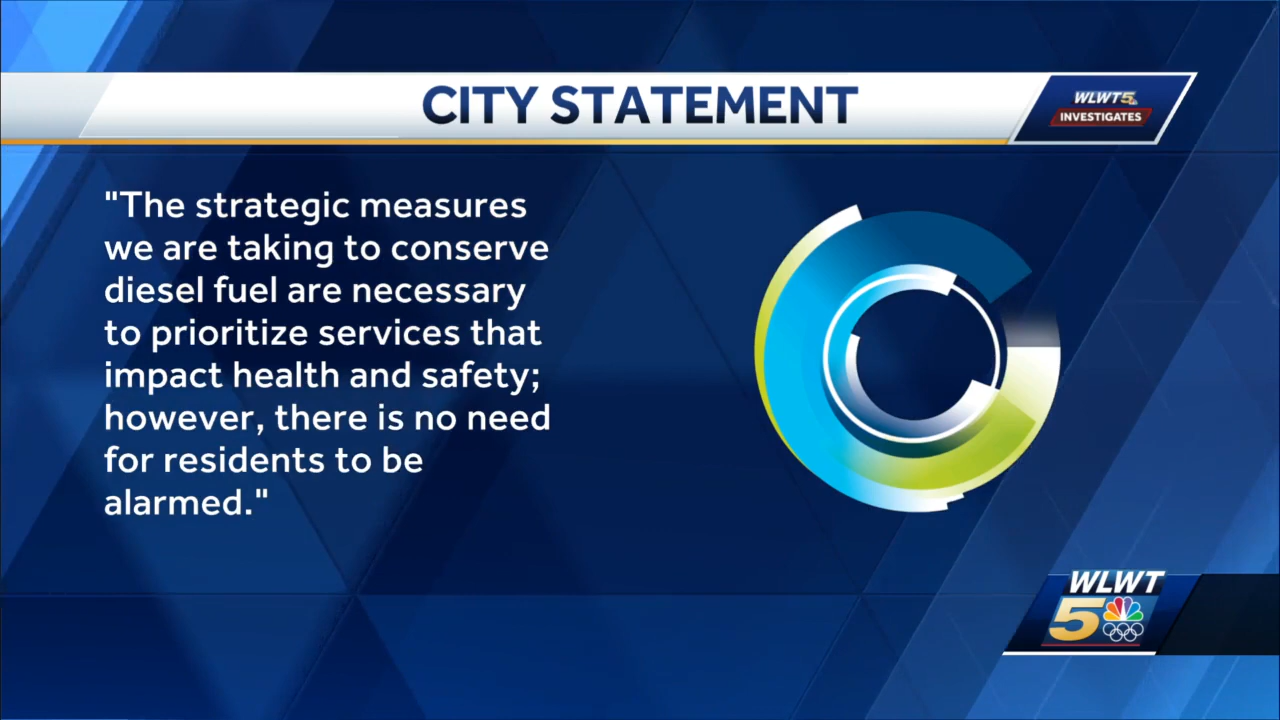 CITY STATEMENT
WLWT5
INVESTIGATES
"The strategic measures
we are taking to conserve
diesel fuel are necessary
to prioritize services that
impact health and safety;
however, there is no need
for residents to be
alarmed."
WLWT
5